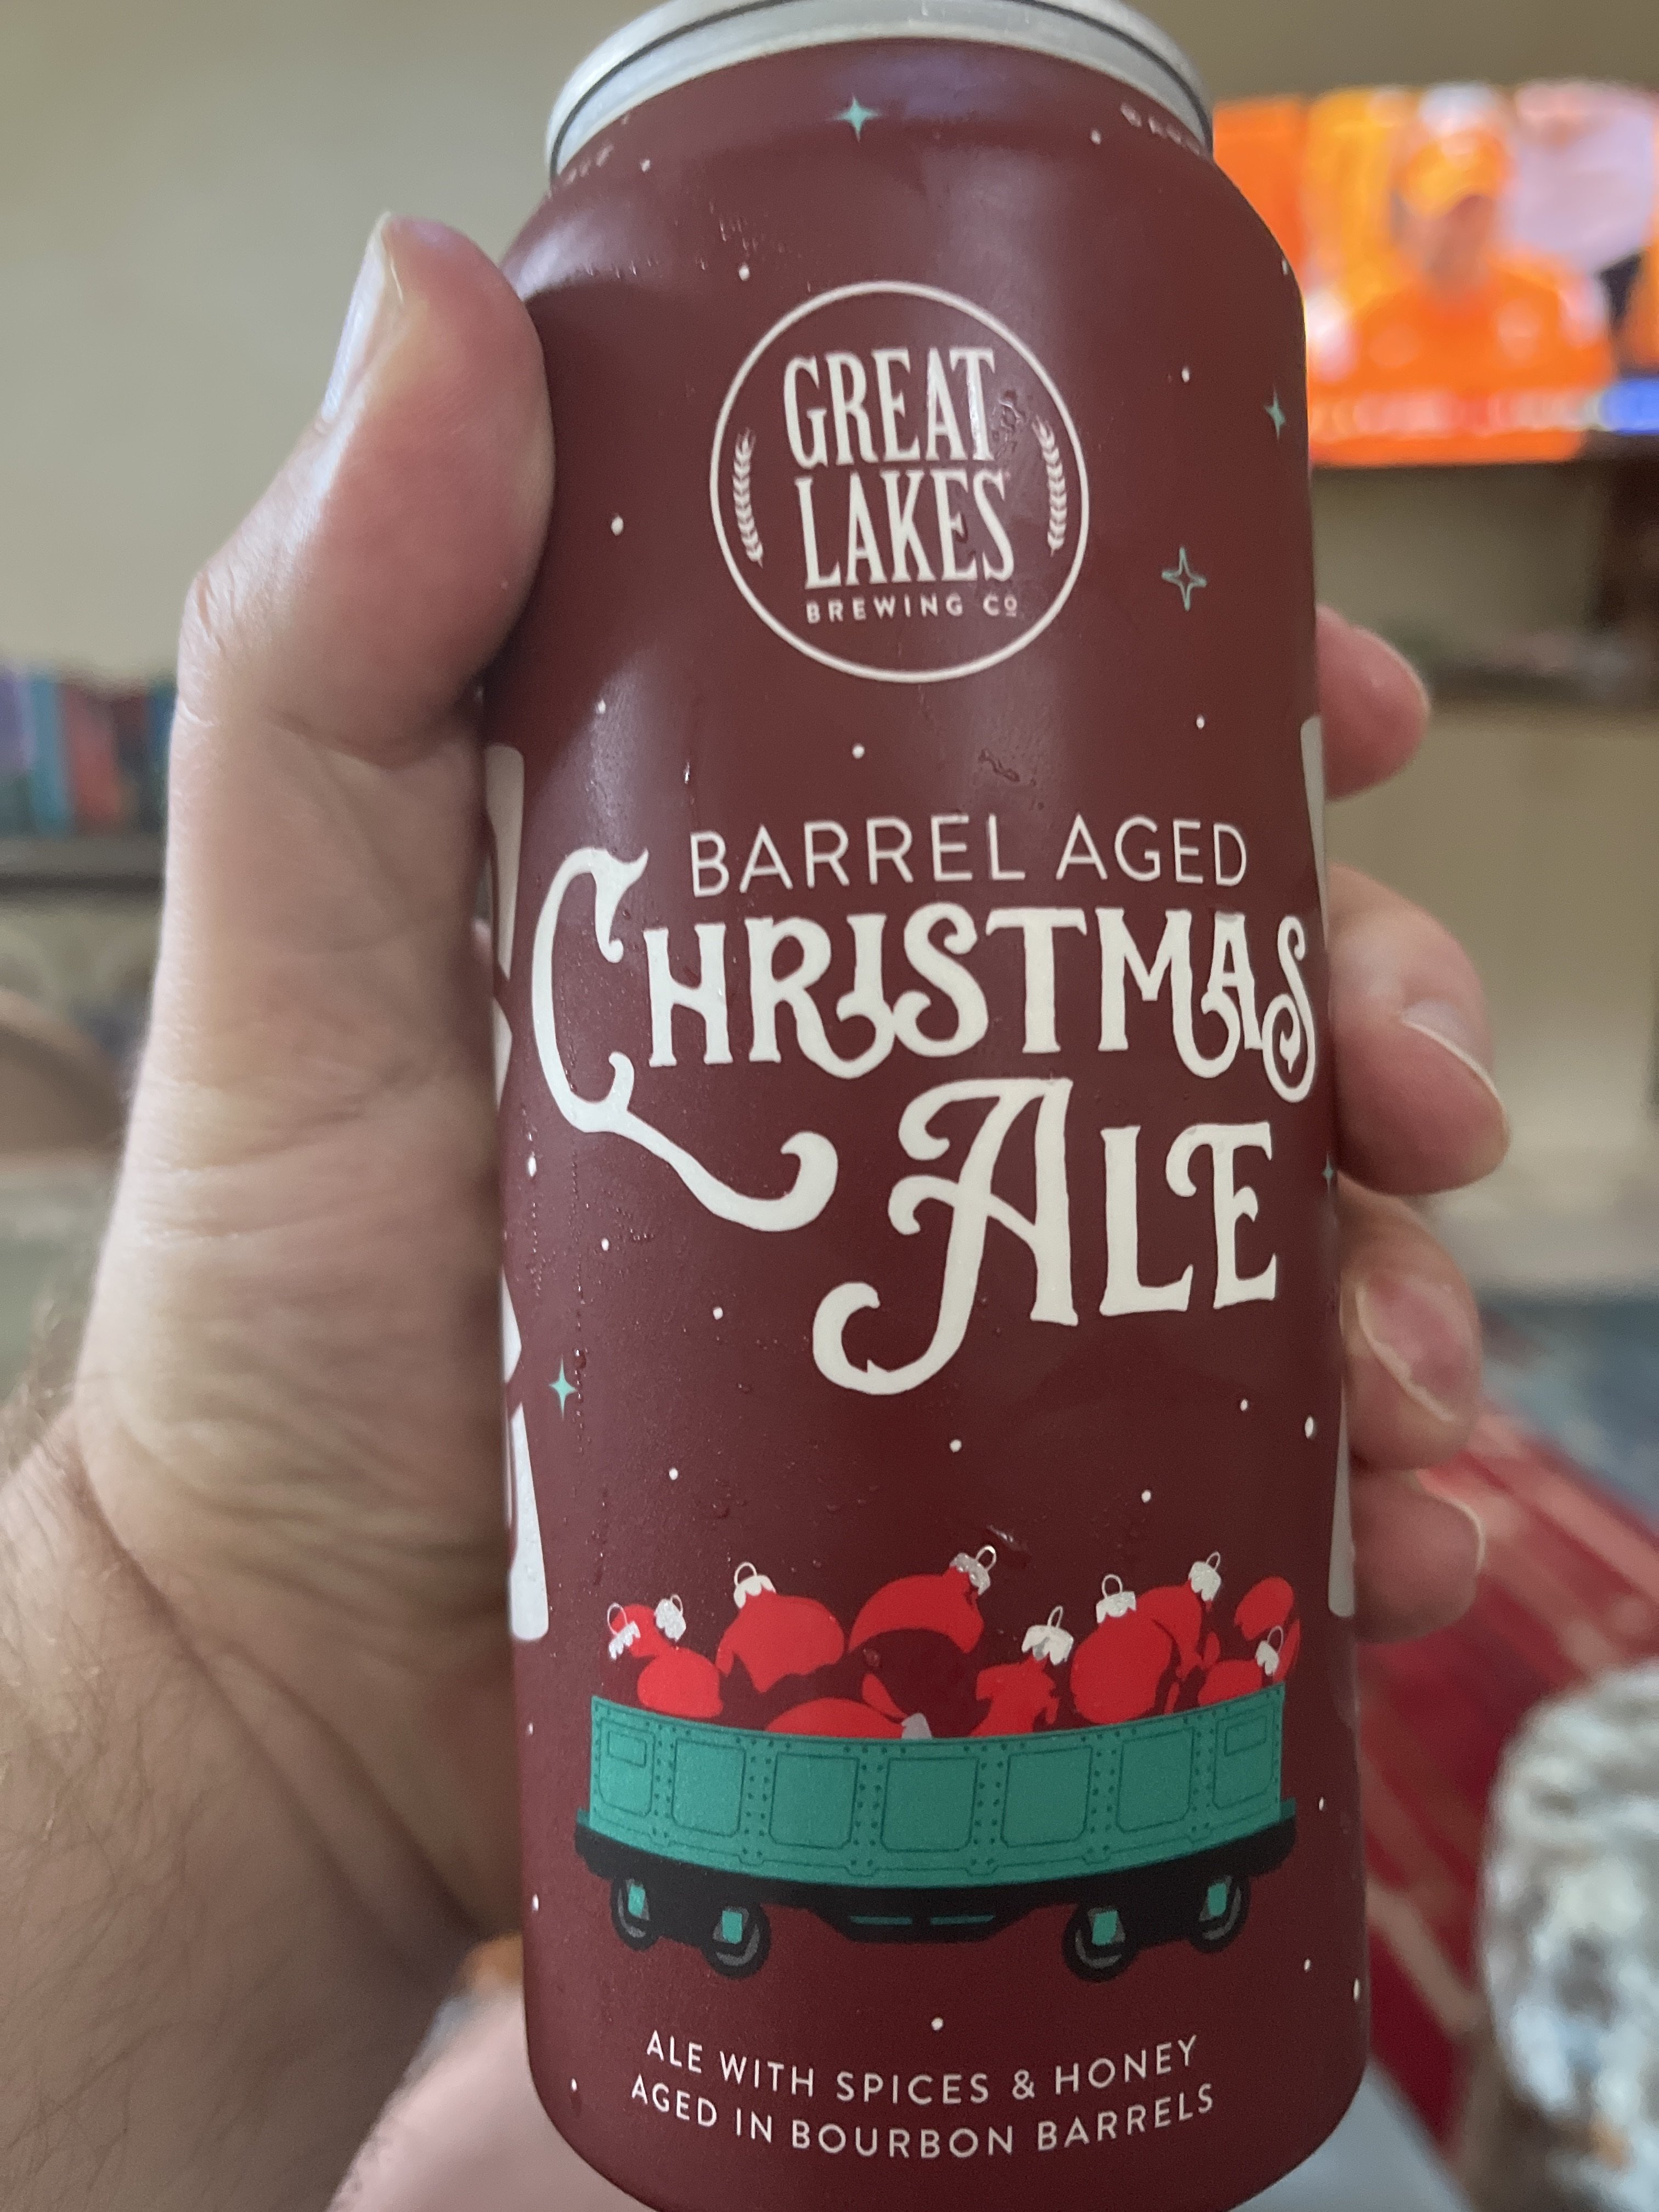 GREAT
LAKES
BREWING Cº
BARREL AGED
CHRISTMAS
ALE
ALE WITH SPICES & HONEY
AGED IN BOURBON BARRELS